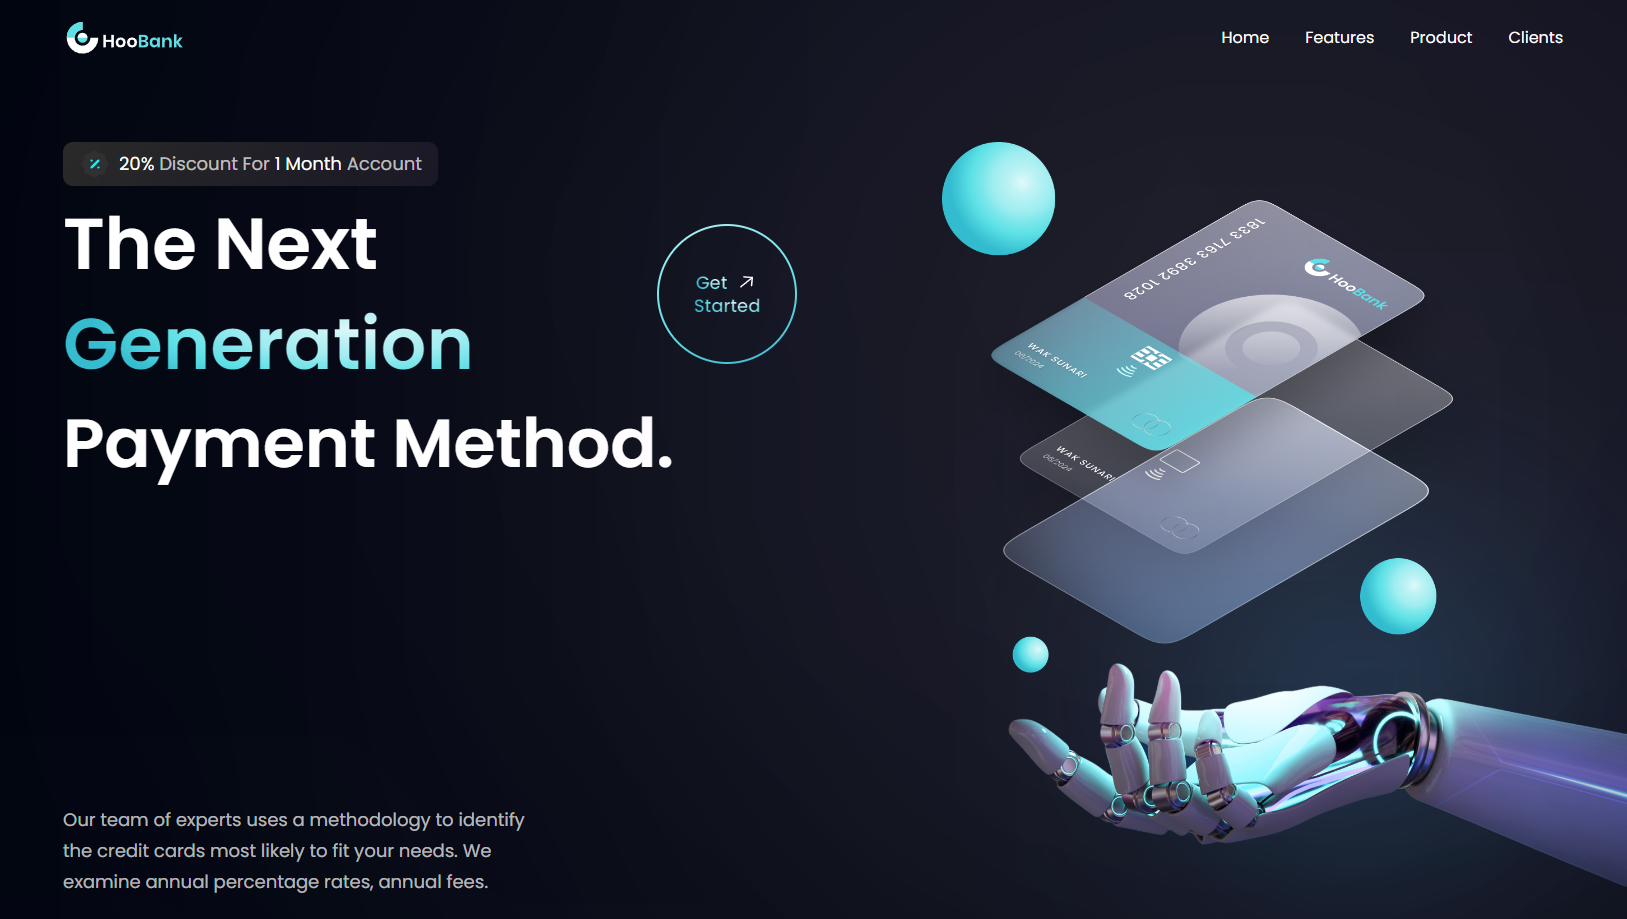 HooBank
Home Features Product Clients
20% Discount For 1 Month Account
The Next
Generation
Payment Method.
Get
Started
1833 7163 3892 1028
HooBank
WAK SUNARI
06/2024
WAK SUNARI
06/2024
Our team of experts uses a methodology to identify
the credit cards most likely to fit your needs. We
examine annual percentage rates, annual fees.